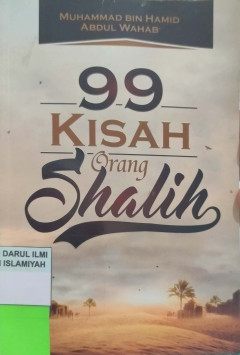 MUHAMMAD BIN HAMID
ABDUL WAHAB
99
KISAH
Orang
Shalih
DARUL ILMI
ISLAMIYAH